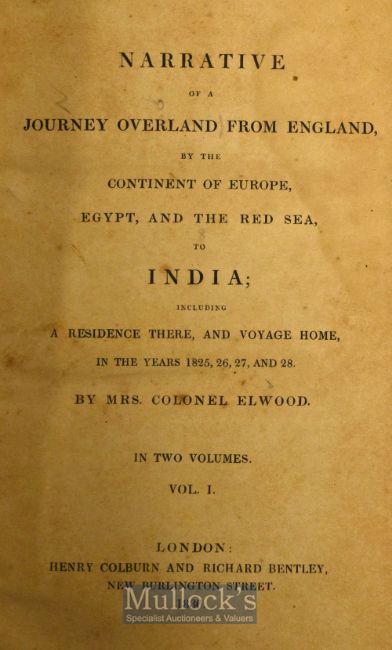 NARRATIVE
OF A
JOURNEY OVERLAND FROM ENGLAND,
BY THE
CONTINENT OF EUROPE,
EGYPT, AND THE RED SEA,
TO
INDIA;
INCLUDING
A RESIDENCE THERE, AND VOYAGE HOME,
IN THE YEARS 1825, 26, 27, AND 28.
BY MRS. COLONEL ELWOOD.
IN TWO VOLUMES.
VOL. I.
LONDON:
HENRY COLBURN AND RICHARD BENTLEY,
NEW BURLINGTON STREET.
Mullock's
Specialist Auctioneers & Valuers